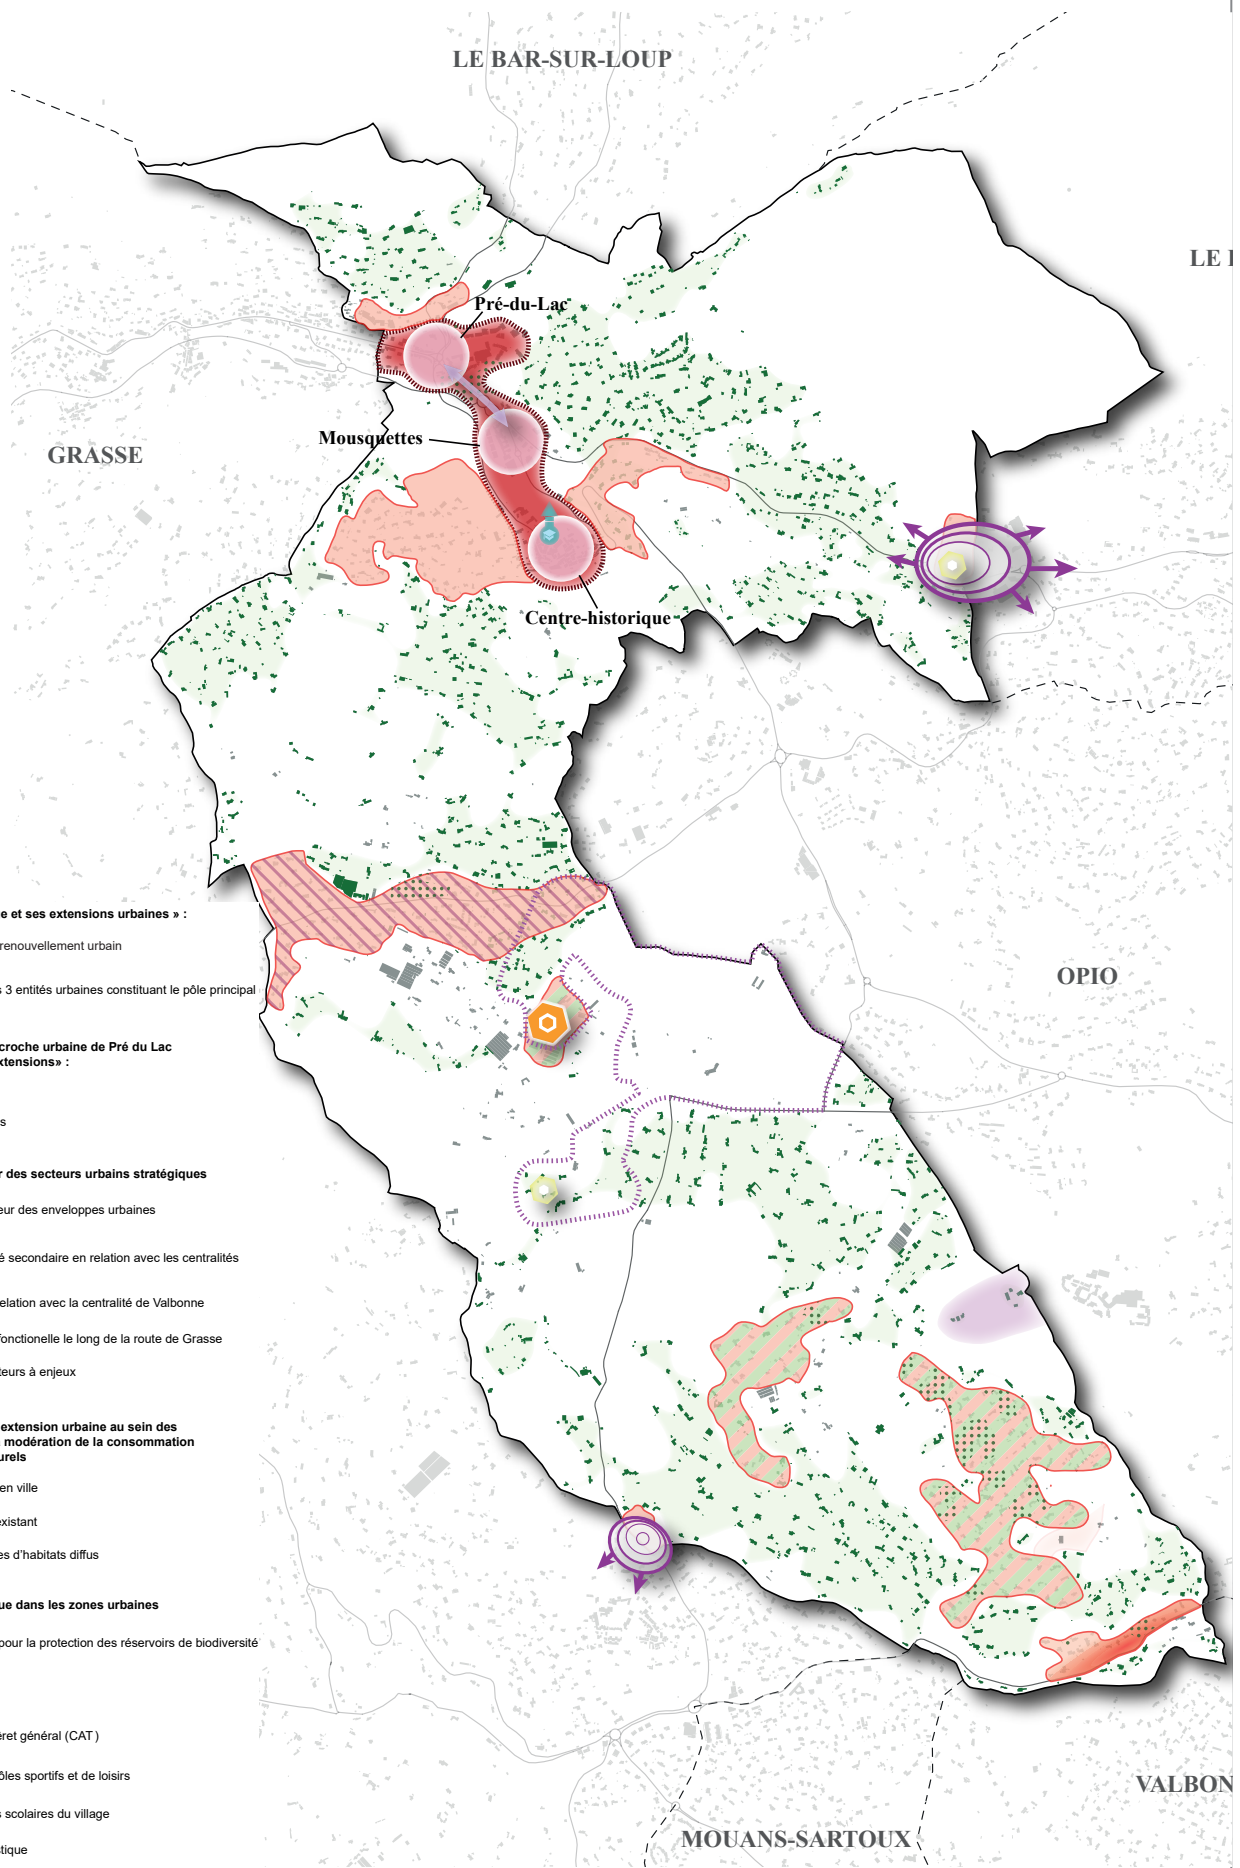 LE BAR-SUR-LOUP
LE
Pré-du-Lac
Mousquettes
GRASSE
Centre-historique
e et ses extensions urbaines » :
renouvellement urbain
s 3 entités urbaines constituant le pôle principal
OPIO
croche urbaine de Pré du Lac
xtensions» :
s
r des secteurs urbains stratégiques
eur des enveloppes urbaines
é secondaire en relation avec les centralités
elation avec la centralité de Valbonne
fonctionelle le long de la route de Grasse
teurs à enjeux
extension urbaine au sein des
modération de la consommation
urels
en ville
existant
es d'habitats diffus
ue dans les zones urbaines
pour la protection des réservoirs de biodiversité
éret général (CAT)
ôles sportifs et de loisirs
VALBON
s scolaires du village
MOUANS-SARTOUX
stique